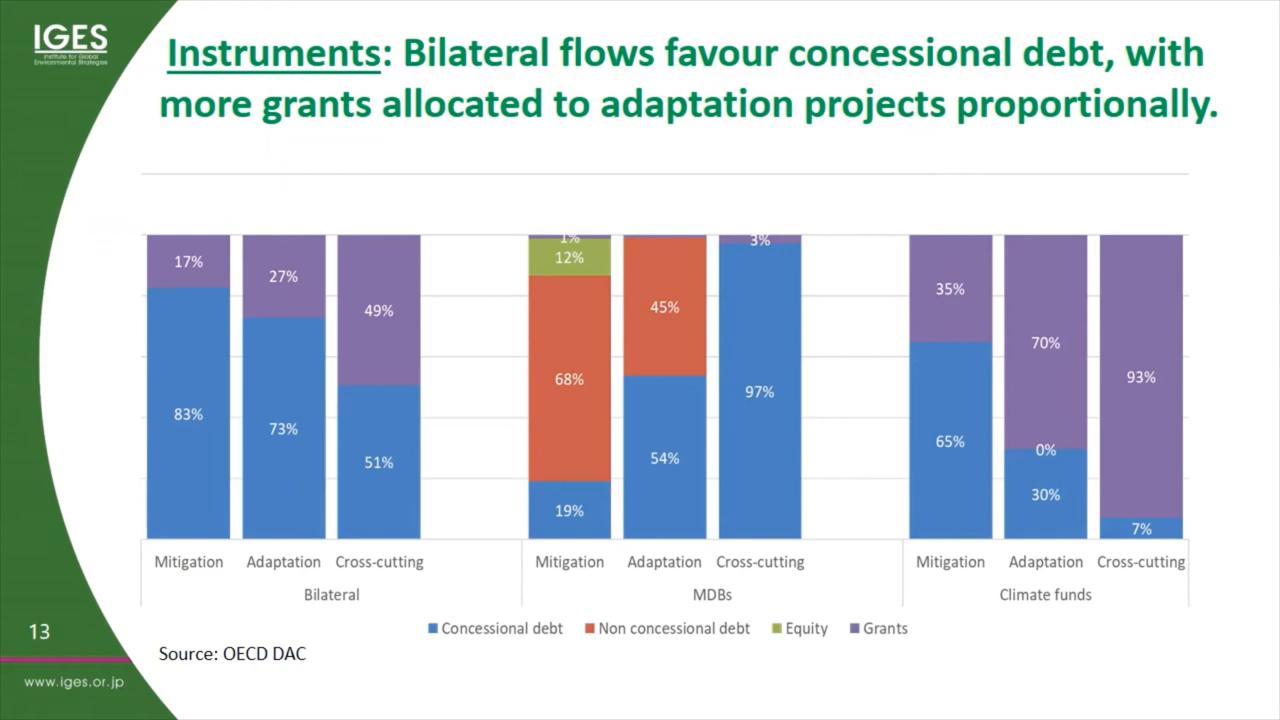 IGES
Institute for Global
Environmental Strategies
Instruments: Bilateral flows favour concessional debt, with
more grants allocated to adaptation projects proportionally.
17%
27%
49%
83%
73%
51%
1%
12%
68%
19%
45%
54%
3%
97%
35%
65%
70%
0%
30%
93%
7%
Mitigation Adaptation Cross-cutting Mitigation Adaptation Cross-cutting Mitigation Adaptation Cross-cutting
Bilateral MDBs Climate funds
Concessional debt Non concessional debt Equity Grants
13
Source: OECD DAC
www.iges.or.jp